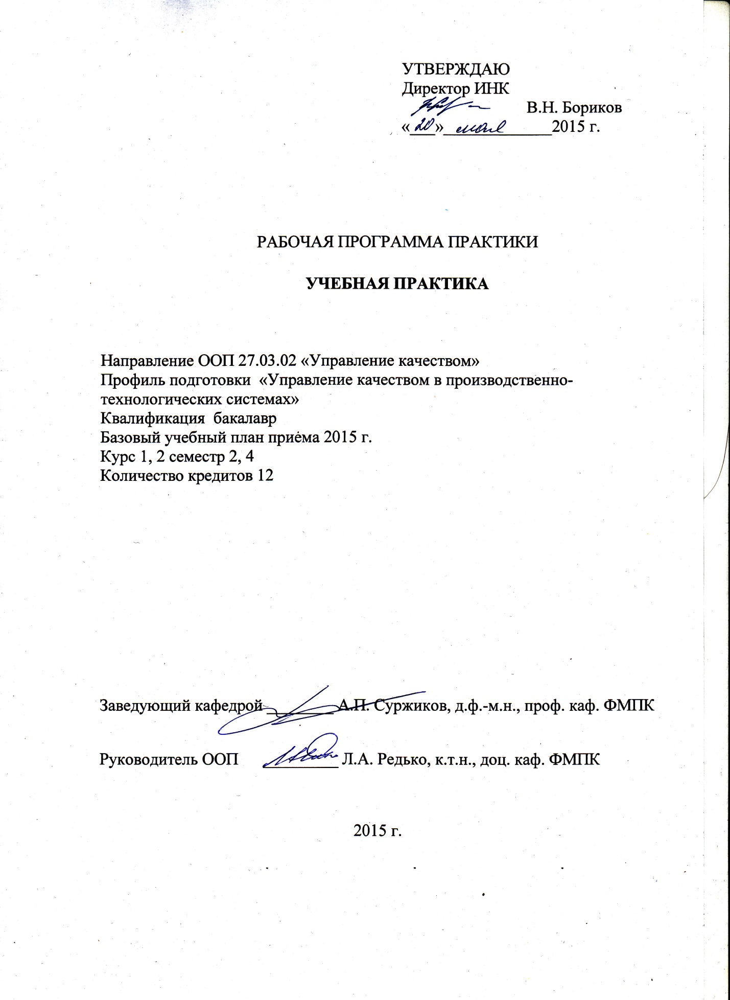 УТВЕРЖДАЮ
Директор ИНК
В.Н. Бориков
«20» мая 2015 г.
РАБОЧАЯ ПРОГРАММА ПРАКТИКИ
УЧЕБНАЯ ПРАКТИКА
Направление ООП 27.03.02 «Управление качеством»
Профиль подготовки «Управление качеством в производственно-
технологических системах»
Квалификация бакалавр
Базовый учебный план приёма 2015 г.
Курс 1, 2 семестр 2, 4
Количество кредитов 12
Заведующий кафедрой ________ А.П. Суржиков, д.ф.-м.н., проф. каф. ФМПК
Руководитель ООП _________ Л.А. Редько, к.т.н., доц. каф. ФМПК
2015 г.